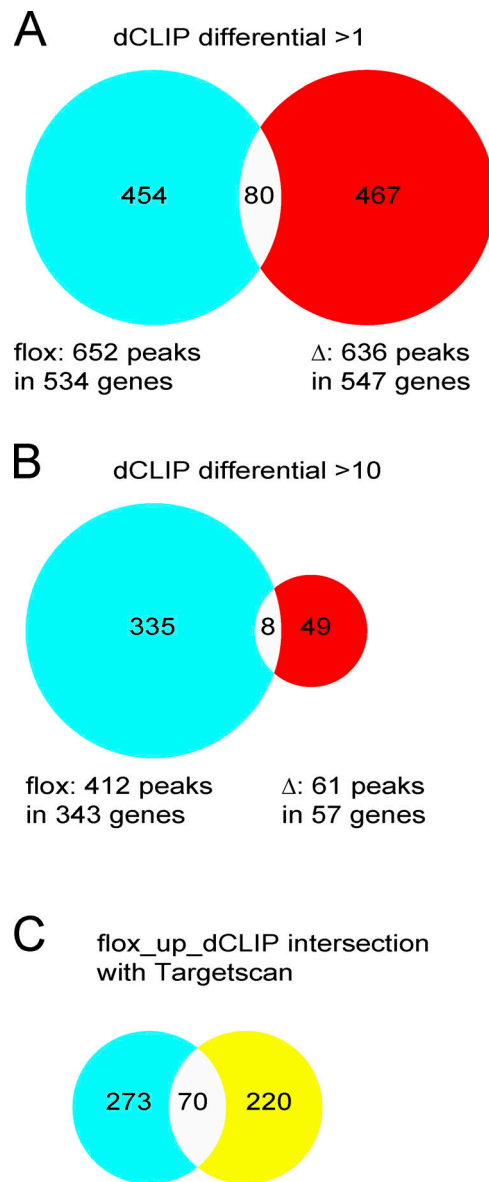 A
dCLIP differential >1
454 80 467
flox: 652 peaks
in 534 genes
Δ: 636 peaks
in 547 genes
B
dCLIP differential >10
335 8 49
flox: 412 peaks
in 343 genes
Δ: 61 peaks
in 57 genes
C
flox_up_dCLIP intersection
with Targetscan
273 70 220